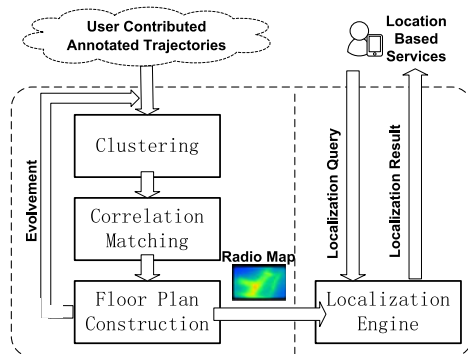 User Contributed
Annotated Trajectories
Location
Based
Services
Clustering
Correlation
Matching
Floor Plan
Construction
Evolvement
Radio Map
Localization Query
Localization Result
Localization
Engine